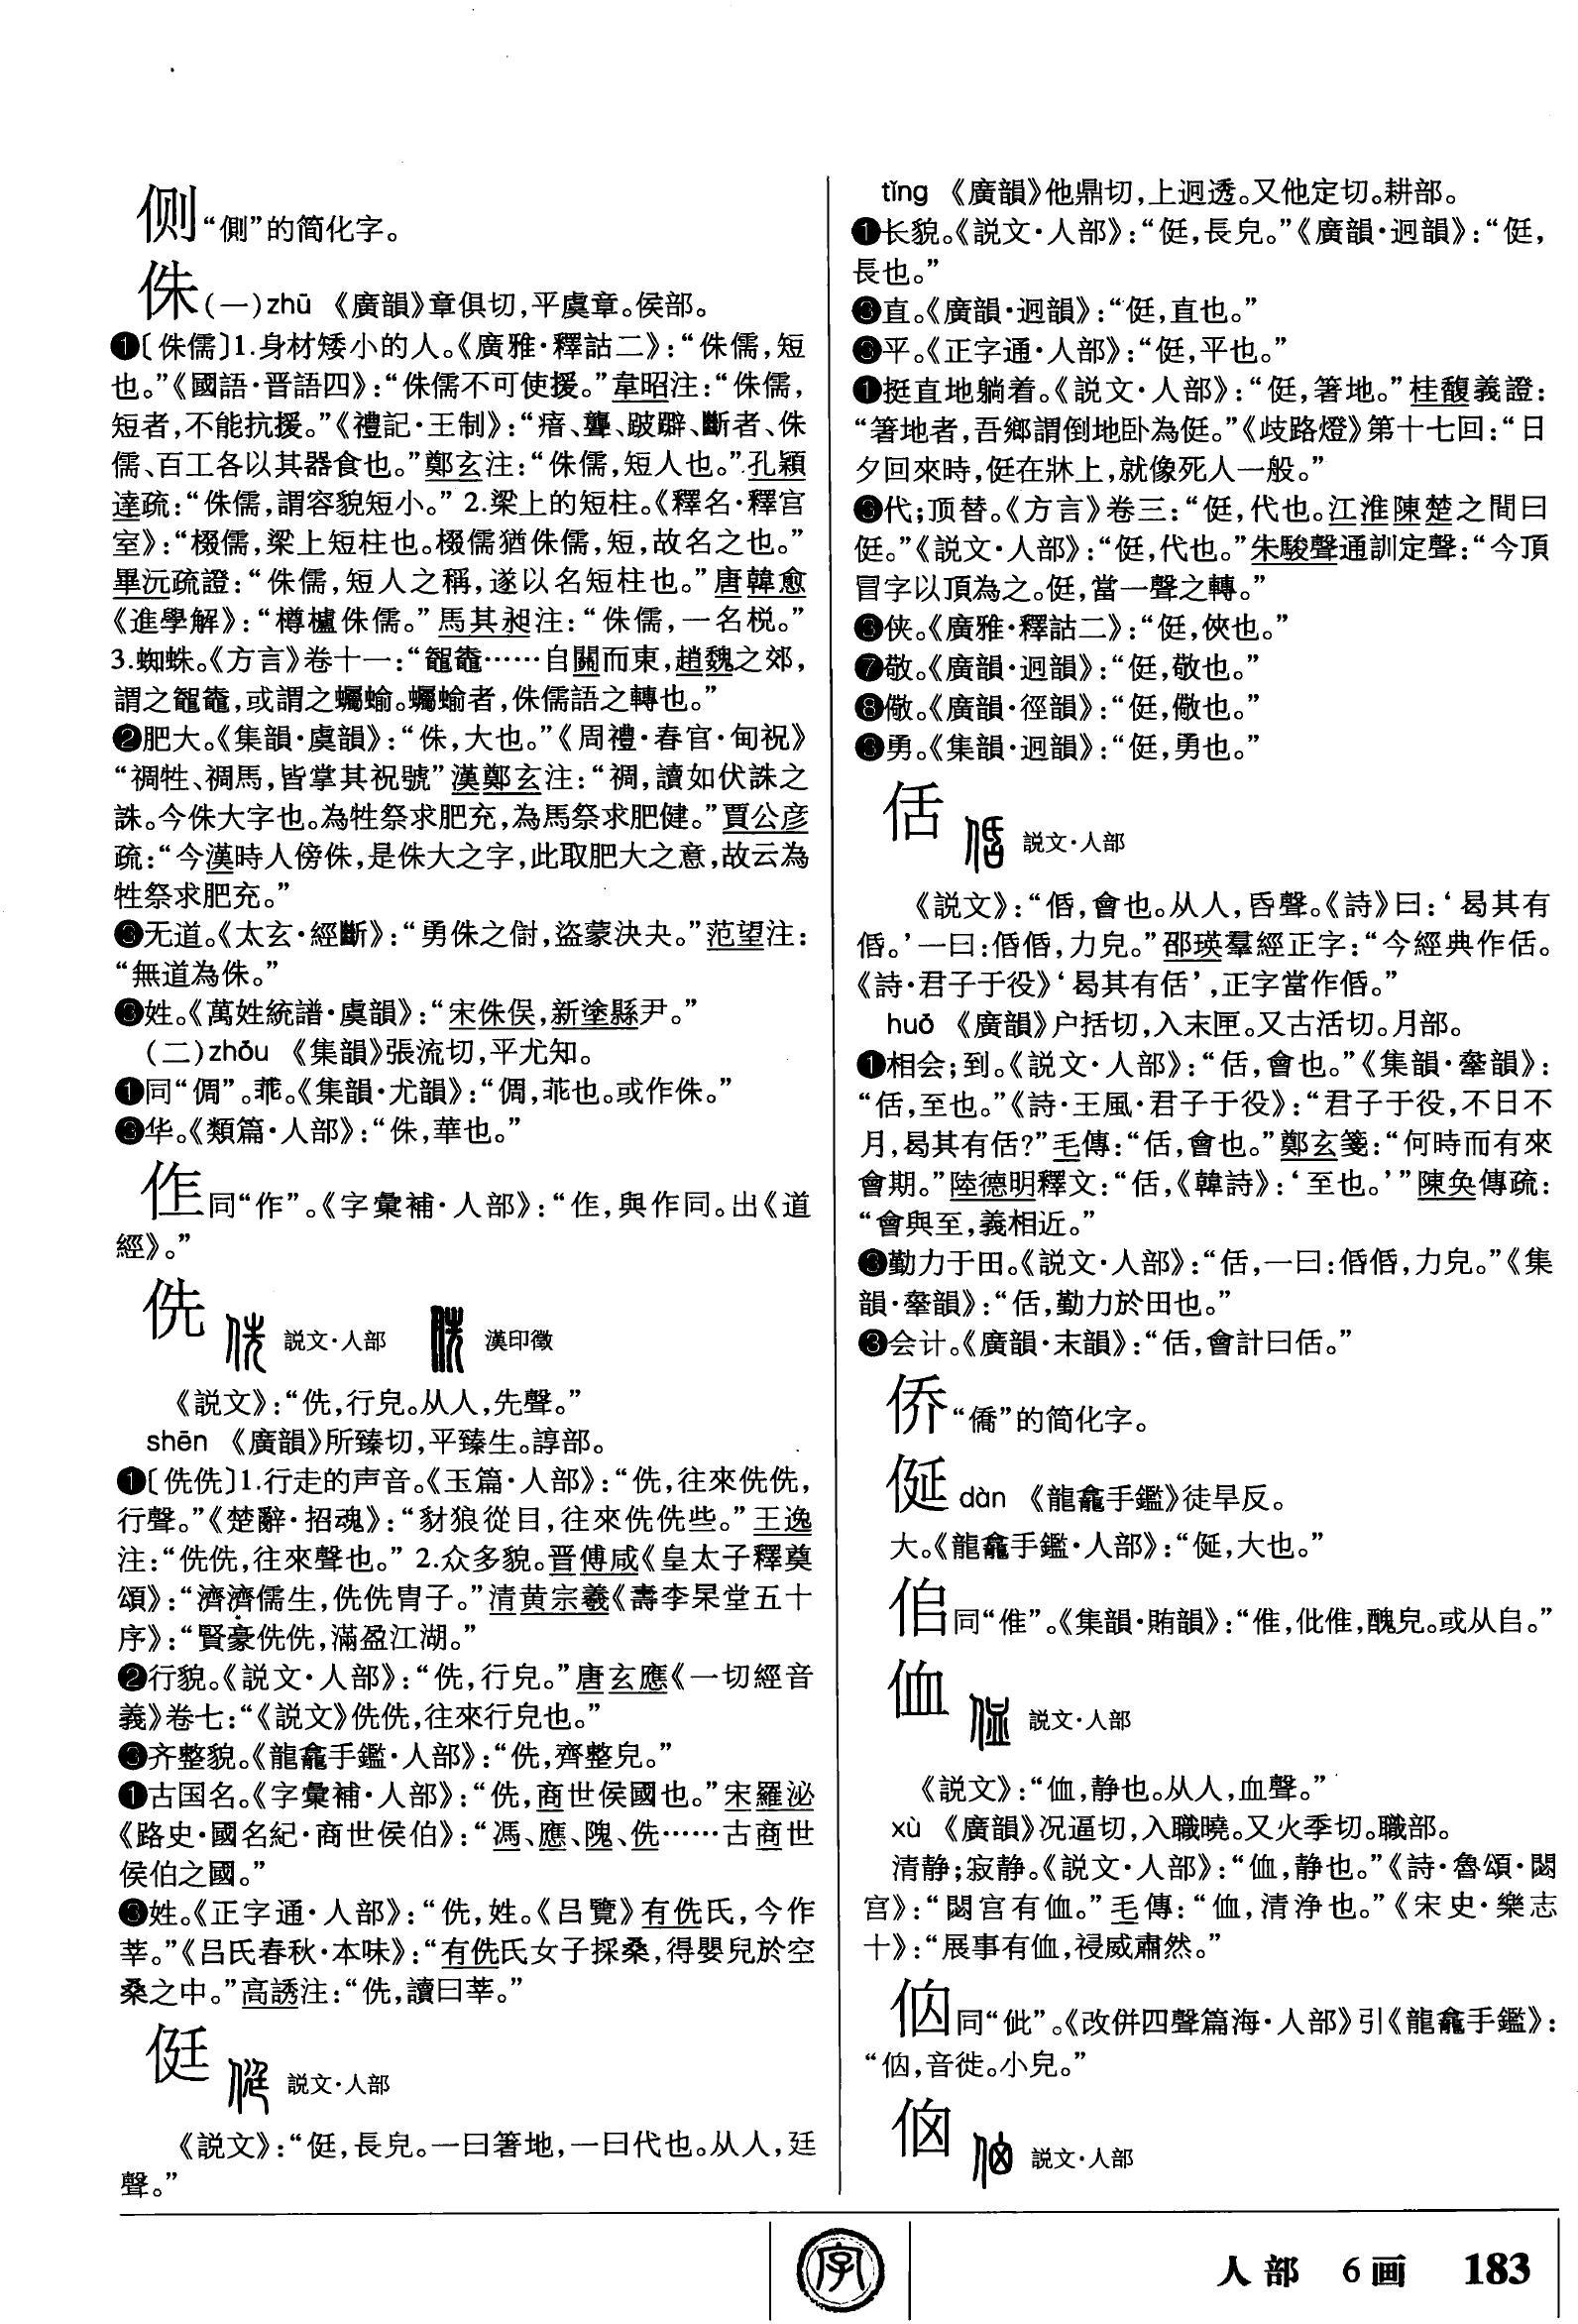 侧“側”的简化字。
侏(一)zhū 《廣韻》章俱切,平虞章。侯部。
❶〔侏儒〕1.身材矮小的人。《廣雅·釋詁二》:“侏儒,短
也。”《國語·晋語四》:“侏儒不可使援。”韋昭注:“侏儒,
短者,不能抗援。”《禮記·王制》:“瘖、聾、跛躃、斷者、侏
儒、百工各以其器食也。”鄭玄注:“侏儒,短人也。”孔穎
達疏:“侏儒,謂容貌短小。” 2.梁上的短柱。《釋名·釋宫
室》:“棳儒,梁上短柱也。棳儒猶侏儒,短,故名之也。”
畢沅疏證:“侏儒,短人之稱,遂以名短柱也。”唐韓愈
《進學解》:“欂櫨侏儒。”馬其昶注:“侏儒,一名棁。”
3.蜘蛛。《方言》卷十一:“鼅鼄……自關而東,趙魏之郊,
謂之鼅鼄,或謂之蠾蝓。蠾蝓者,侏儒語之轉也。”
❷肥大。《集韻·虞韻》:“侏,大也。”《周禮·春官·甸祝》
“禂牲、禂馬,皆掌其祝號”漢鄭玄注:“禂,讀如伏誅之
誅。今侏大字也。為牲祭求肥充,為馬祭求肥健。”賈公彦
疏:“今漢時人傍侏,是侏大之字,此取肥大之意,故云為
牲祭求肥充。”
❸无道。《太玄·經斷》:“勇侏之㑋,盜蒙決夬。”范望注:
“無道為侏。”
❸姓。《萬姓統譜·虞韻》:“宋侏俁,新塗縣尹。”
(二)zhōu 《集韻》張流切,平尤知。
❶同“倜”。乖。《集韻·尤韻》:“倜,乖也。或作侏。”
❸华。《類篇·人部》:“侏,華也。”
㑅同“作”。《字彙補·人部》:“㑅,與作同。出《道
經》。”
侁 説文·人部 漢印徵
《説文》:“侁,行皃。从人,先聲。”
shēn 《廣韻》所臻切,平臻生。諄部。
❶〔侁侁〕1.行走的声音。《玉篇·人部》:“侁,往來侁侁,
行聲。”《楚辭·招魂》:“豺狼從目,往來侁侁些。”王逸
注:“侁侁,往來聲也。” 2.众多貌。晋傅咸《皇太子釋奠
頌》:“濟濟儒生,侁侁胄子。”清黄宗羲《壽李杲堂五十
序》:“賢豪侁侁,滿盈江湖。”
❷行貌。《説文·人部》:“侁,行皃。”唐玄應《一切經音
義》卷七:“《説文》侁侁,往來行皃也。”
❸齐整貌。《龍龕手鑑·人部》:“侁,齊整皃。”
❶古国名。《字彙補·人部》:“侁,商世侯國也。”宋羅泌
《路史·國名紀·商世侯伯》:“馮、應、隗、侁……古商世
侯伯之國。”
❸姓。《正字通·人部》:“侁,姓。《吕覽》有侁氏,今作
莘。”《吕氏春秋·本味》:“有侁氏女子採桑,得嬰兒於空
桑之中。”高誘注:“侁,讀曰莘。”
侹 説文·人部
《説文》:“侹,長皃。一曰箸地,一曰代也。从人,廷
聲。”
tǐng 《廣韻》他鼎切,上迥透。又他定切。耕部。
❶长貌。《説文·人部》:“侹,長皃。”《廣韻·迥韻》:“侹,
長也。”
❸直。《廣韻·迥韻》:“侹,直也。”
❸平。《正字通·人部》:“侹,平也。”
❶挺直地躺着。《説文·人部》:“侹,箸地。”桂馥義證:
“箸地者,吾鄉謂倒地卧為侹。”《歧路燈》第十七回:“日
夕回來時,侹在牀上,就像死人一般。”
❸代;顶替。《方言》卷三:“侹,代也。江淮陳楚之間曰
侹。”《説文·人部》:“侹,代也。”朱駿聲通訓定聲:“今頂
冒字以頂為之。侹,當一聲之轉。”
❸侠。《廣雅·釋詁二》:“侹,俠也。”
❼敬。《廣韻·迥韻》:“侹,敬也。”
❽儆。《廣韻·徑韻》:“侹,儆也。”
❸勇。《集韻·迥韻》:“侹,勇也。”
佸 説文·人部
《説文》:“佸,會也。从人,昏聲。《詩》曰:‘曷其有
佸。’一曰:佸佸,力皃。”邵瑛羣經正字:“今經典作佸。
《詩·君子于役》‘曷其有佸’,正字當作佸。”
huó 《廣韻》户括切,入末匣。又古活切。月部。
❶相会;到。《説文·人部》:“佸,會也。”《集韻·舝韻》:
“佸,至也。”《詩·王風·君子于役》:“君子于役,不日不
月,曷其有佸?”毛傳:“佸,會也。”鄭玄箋:“何時而有來
會期。”陸德明釋文:“佸,《韓詩》:‘至也。’”陳奂傳疏:
“會與至,義相近。”
❸勤力于田。《説文·人部》:“佸,一曰:佸佸,力皃。”《集
韻·舝韻》:“佸,勤力於田也。”
❸会计。《廣韻·末韻》:“佸,會計曰佸。”
侨“僑”的简化字。
侹 dàn 《龍龕手鑑》徒旱反。
大。《龍龕手鑑·人部》:“㑌,大也。”
㑑同“倠”。《集韻·賄韻》:“倠,仳倠,醜皃。或从𠂤。”
侐 説文·人部
《説文》:“侐,静也。从人,血聲。”
xù 《廣韻》况逼切,入職曉。又火季切。職部。
清静;寂静。《説文·人部》:“侐,静也。”《詩·魯頌·閟
宫》:“閟宫有侐。”毛傳:“侐,清浄也。”《宋史·樂志
十》:“展事有侐,祲威肅然。”
㐽同“佌”。《改併四聲篇海·人部》引《龍龕手鑑》:
“㐽,音徙。小皃。”
説文·人部
字
人部 6画 183